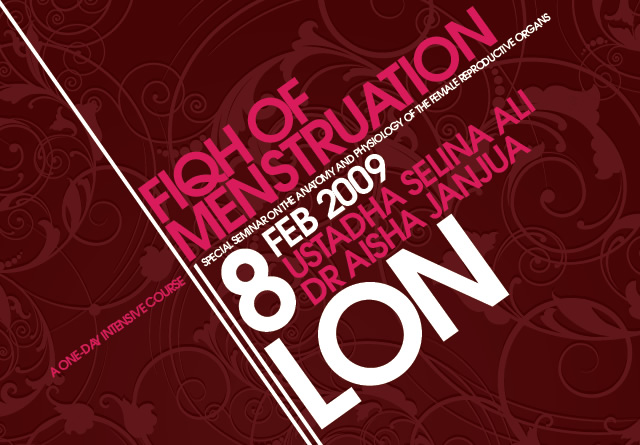 FIQH OF
MENSTRUATION
SPECIAL SEMINAR ON THE ANATOMY AND PHYSIOLOGY OF THE FEMALE REPRODUCTIVE ORGANS
8 FEB 2009
USTADHA SELINA ALI
DR AISHA JANJUA
LON
A ONE-DAY INTENSIVE COURSE